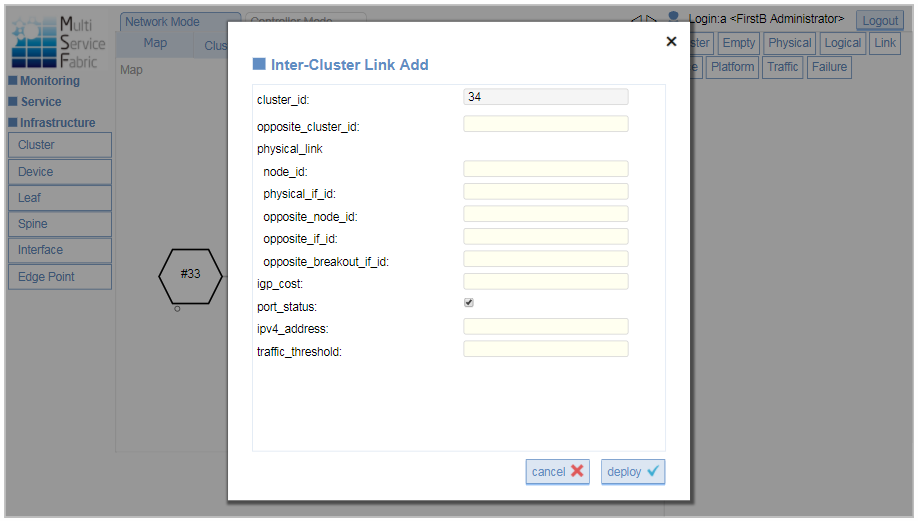 Multi
Service
Fabric
Network Mode
Controller Mode
Login:a <FirstB Administrator>
Logout
Map
Clus
ster
Empty
Physical
Logical
Link
e
Platform
Traffic
Failure
Map
Monitoring
Service
Infrastructure
Cluster
Device
Leaf
Spine
Interface
Edge Point
#33
Inter-Cluster Link Add
cluster_id: 34
opposite_cluster_id:
physical_link
node_id:
physical_if_id:
opposite_node_id:
opposite_if_id:
opposite_breakout_if_id:
igp_cost:
port_status:
ipv4_address:
traffic_threshold:
cancel
deploy